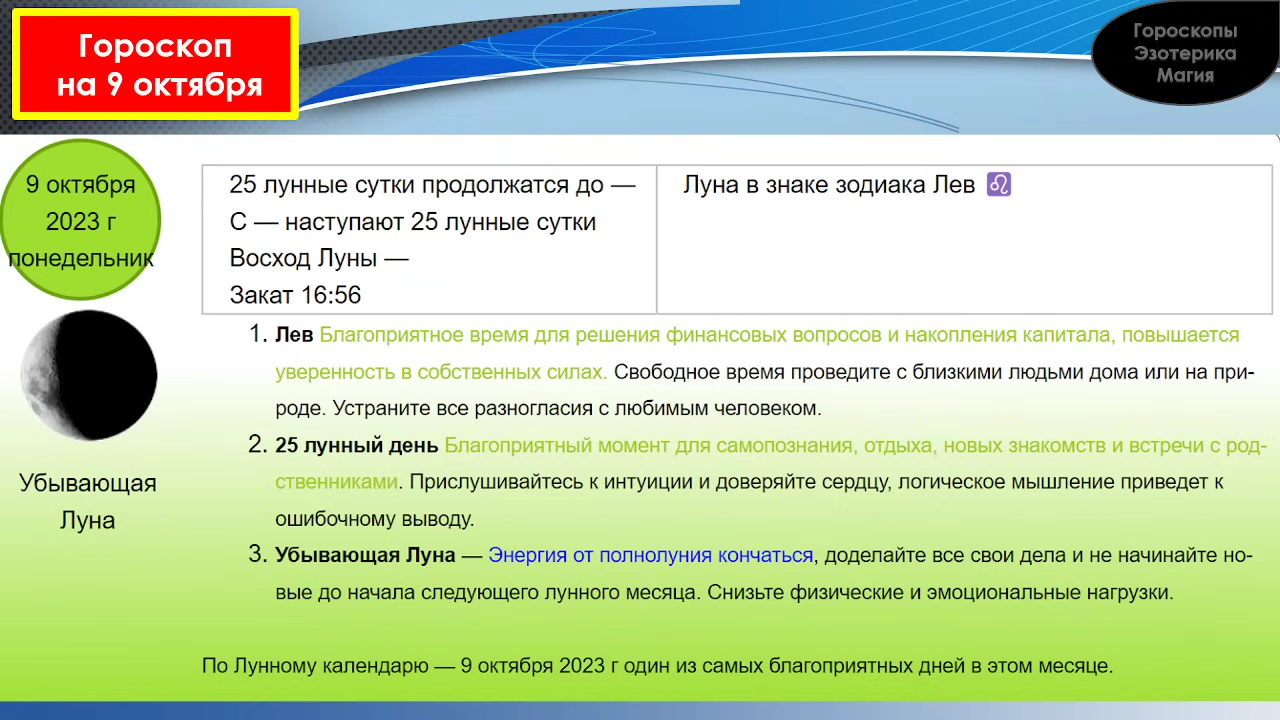 Гороскоп
на 9 октября
Гороскопы
Эзотерика
Магия
9 октября
2023 г
понедельник
25 лунные сутки продолжатся до —
С — наступают 25 лунные сутки
Восход Луны —
Закат 16:56
Луна в знаке зодиака Лев ♌
1. Лев Благоприятное время для решения финансовых вопросов и накопления капитала, повышается
уверенность в собственных силах. Свободное время проведите с близкими людьми дома или на при-
роде. Устраните все разногласия с любимым человеком.
2. 25 лунный день Благоприятный момент для самопознания, отдыха, новых знакомств и встречи с род-
ственниками. Прислушивайтесь к интуиции и доверяйте сердцу, логическое мышление приведет к
ошибочному выводу.
3. Убывающая Луна — Энергия от полнолуния кончаться, доделайте все свои дела и не начинайте но-
вые до начала следующего лунного месяца. Снизьте физические и эмоциональные нагрузки.
Убывающая
Луна
По Лунному календарю — 9 октября 2023 г один из самых благоприятных дней в этом месяце.